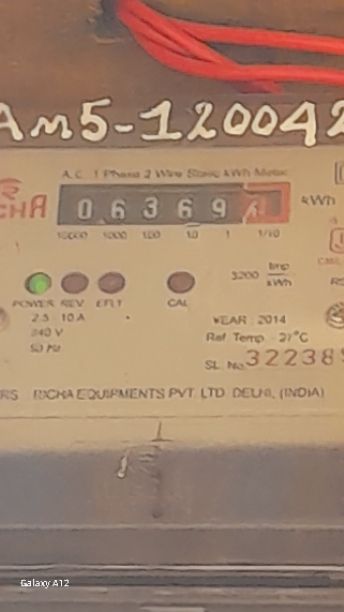 AM5-120042
A.C. 1 Phase 2 Wire Static kWh Meter
RICHA
0 6 3 6 9
kWh
10000 1000 100 10 1 1/10
POWER REV EFLT CAL
3200 imp/kWh
2.5 10 A
240 V
50 Hz
YEAR 2014
Ref Temp 27°C
SL No. 32238
RS RICHA EQUIPMENTS PVT. LTD. DELHI, (INDIA)
Galaxy A12